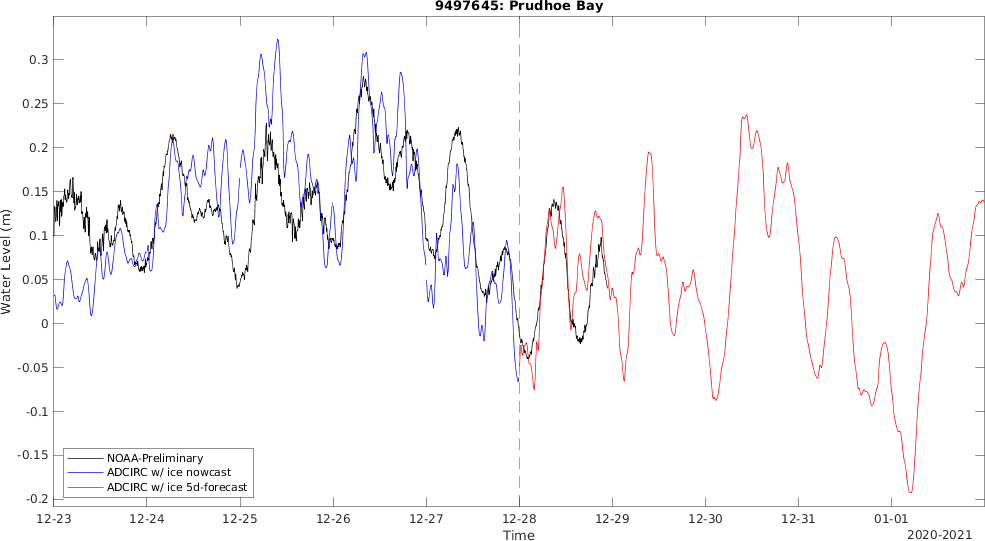 9497645: Prudhoe Bay
Water Level (m)
0.3
0.25
0.2
0.15
0.1
0.05
0
-0.05
-0.1
-0.15
-0.2
NOAA-Preliminary
ADCIRC w/ ice nowcast
ADCIRC w/ ice 5d-forecast
12-23 12-24 12-25 12-26 12-27 12-28 12-29 12-30 12-31 01-01
Time
2020-2021